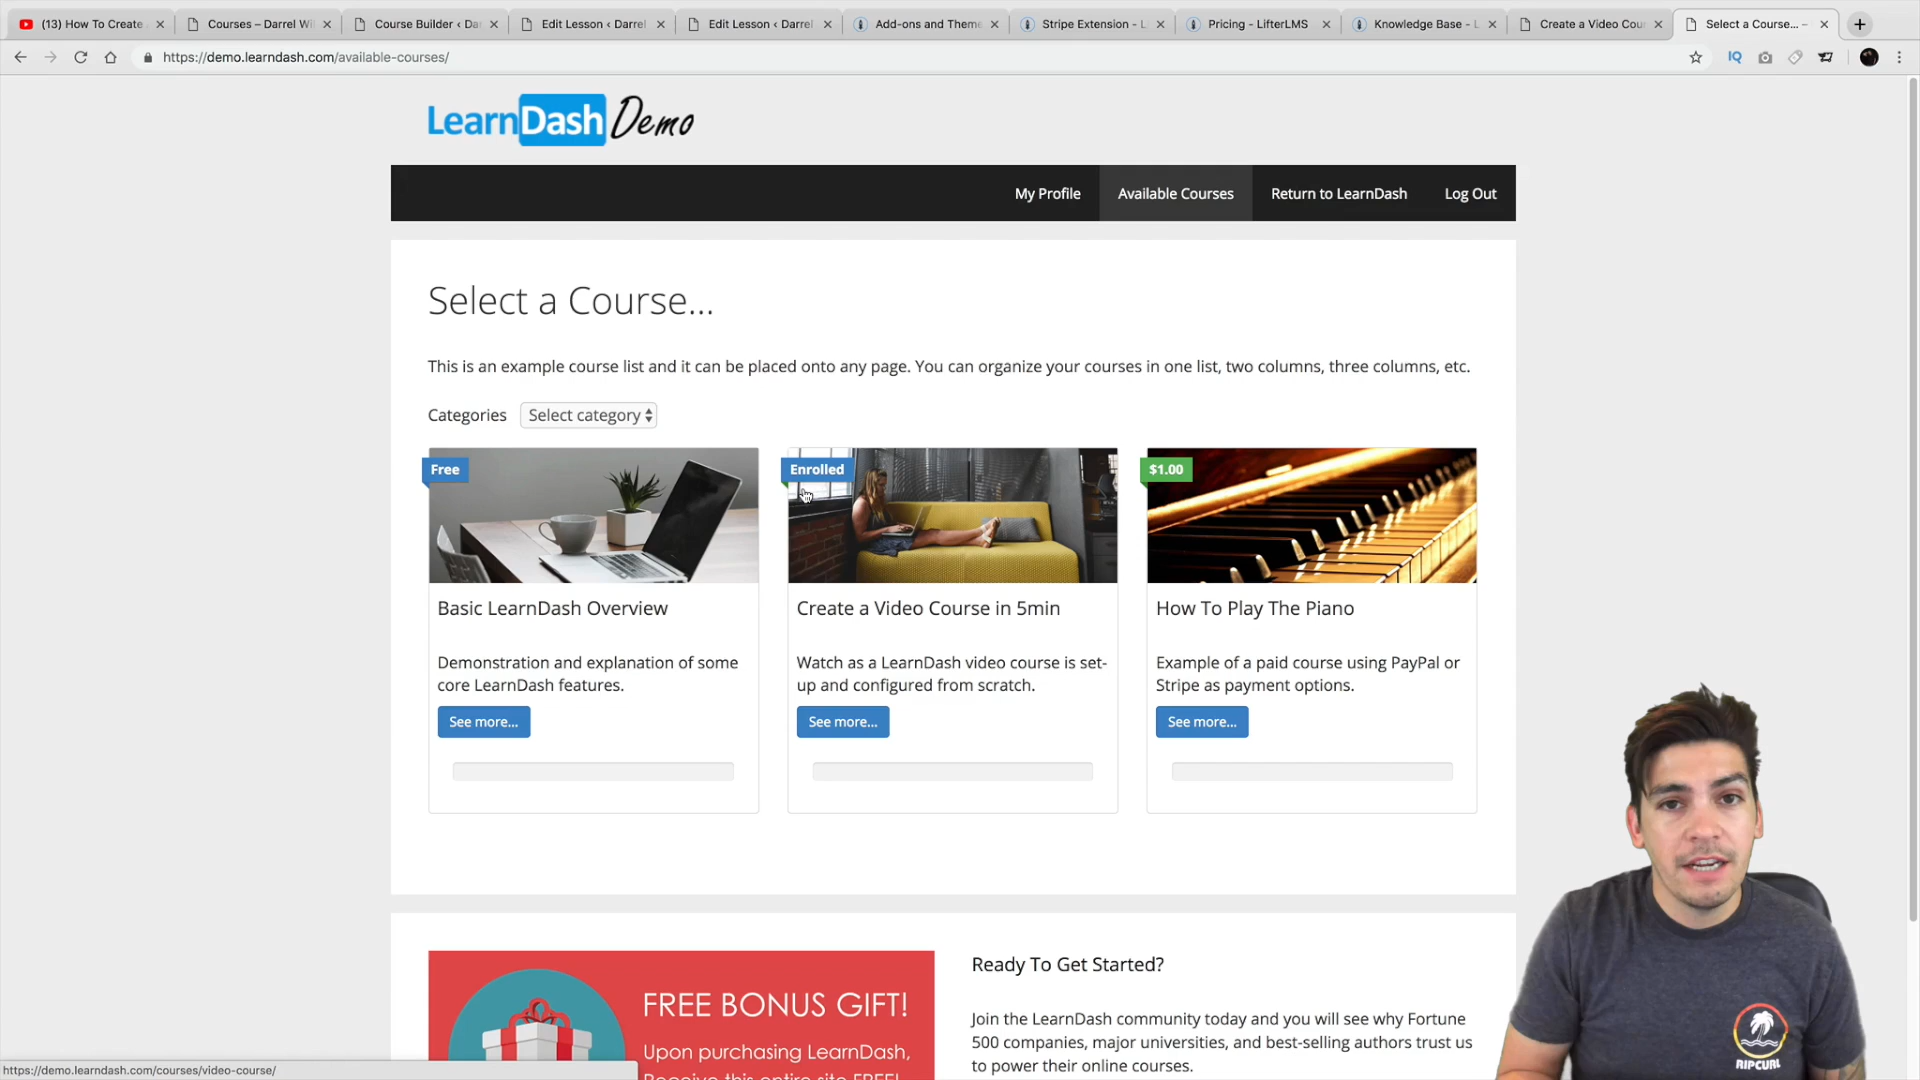 (13) How To Create
Courses – Darrel Wi
Course Builder ‹ Da
Edit Lesson ‹ Darrel
Edit Lesson ‹ Darrel
Add-ons and Theme
Stripe Extension - L
Pricing - LifterLMS
Knowledge Base - L
Create a Video Cou
Select a Course... –
https://demo.learndash.com/available-courses/
IQ
LearnDash Demo
My Profile
Available Courses
Return to LearnDash
Log Out
Select a Course...
This is an example course list and it can be placed onto any page. You can organize your courses in one list, two columns, three columns, etc.
Categories
Select category
Free
Enrolled
$1.00
Basic LearnDash Overview
Demonstration and explanation of some
core LearnDash features.
See more...
Create a Video Course in 5min
Watch as a LearnDash video course is set-
up and configured from scratch.
See more...
How To Play The Piano
Example of a paid course using PayPal or
Stripe as payment options.
See more...
FREE BONUS GIFT!
Upon purchasing LearnDash,
Receive this entire site FREE!
Ready To Get Started?
Join the LearnDash community today and you will see why Fortune
500 companies, major universities, and best-selling authors trust us
to power their online courses.
RIPCURL
https://demo.learndash.com/courses/video-course/